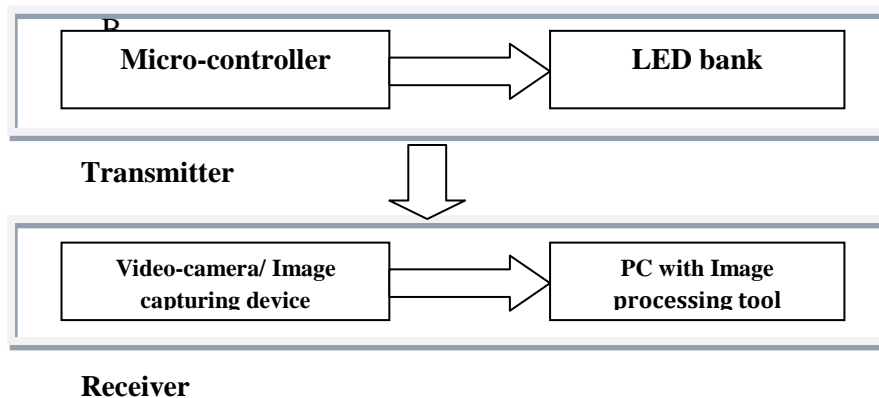 Micro-controller
LED bank
Transmitter
Video-camera/ Image
capturing device
PC with Image
processing tool
Receiver